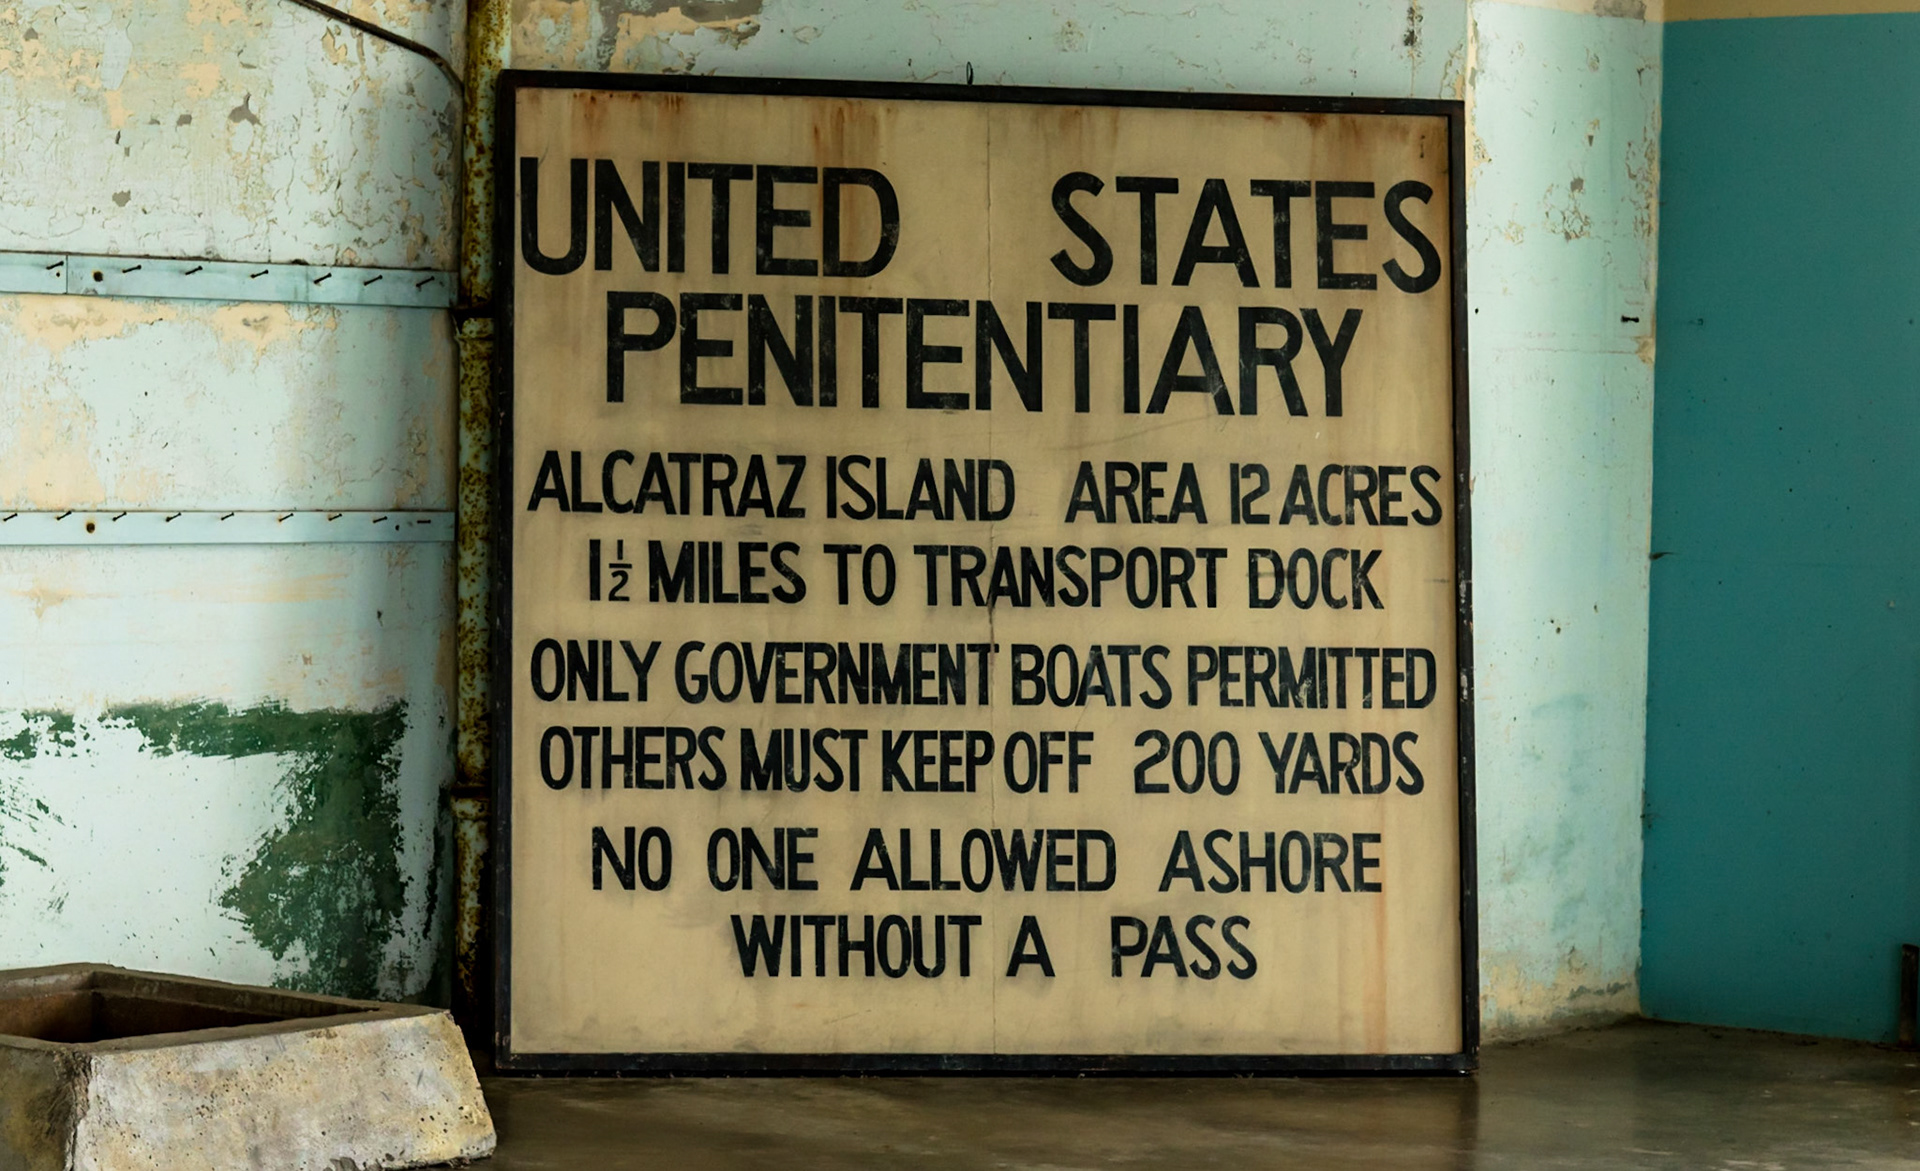 UNITED STATES
PENITENTIARY
ALCATRAZ ISLAND AREA 12 ACRES
1½ MILES TO TRANSPORT DOCK
ONLY GOVERNMENT BOATS PERMITTED
OTHERS MUST KEEP OFF 200 YARDS
NO ONE ALLOWED ASHORE
WITHOUT A PASS